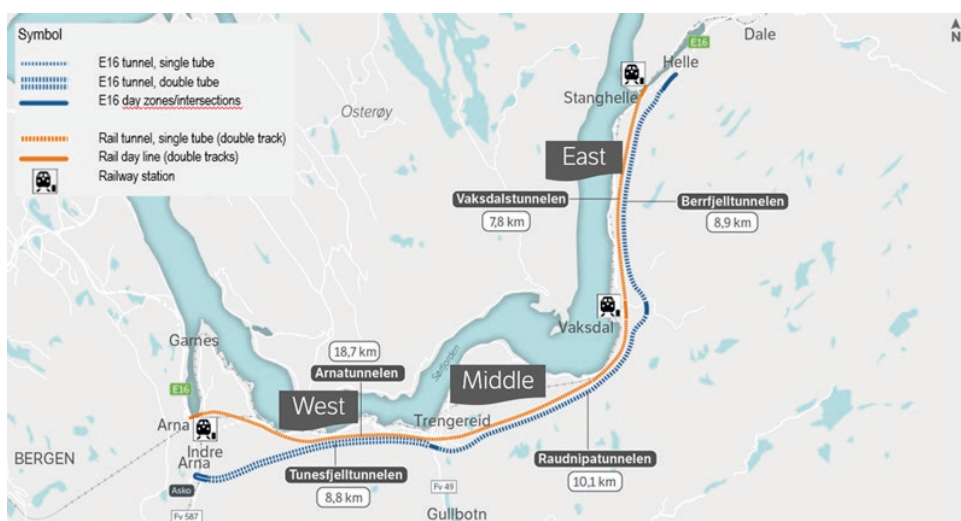 Symbol
E16 tunnel, single tube
E16 tunnel, double tube
E16 day zones/intersections
Rail tunnel, single tube (double track)
Rail day line (double tracks)
Railway station
A
N
Dale
E16
Helle
Stanghelle
Osterøy
East
Vaksdalstunnelen
7,8 km
Berrfjelltunnelen
8,9 km
Vaksdal
Garnes
18,7 km
Arnatunnelen
Sørfjorden
Middle
E16
West
Trengereid
Arna
Indre
Arna
BERGEN
Raudnipatunnelen
10,1 km
Tunesfjelltunnelen
8,8 km
Asko
Fv 49
Fv 587
Gullbotn